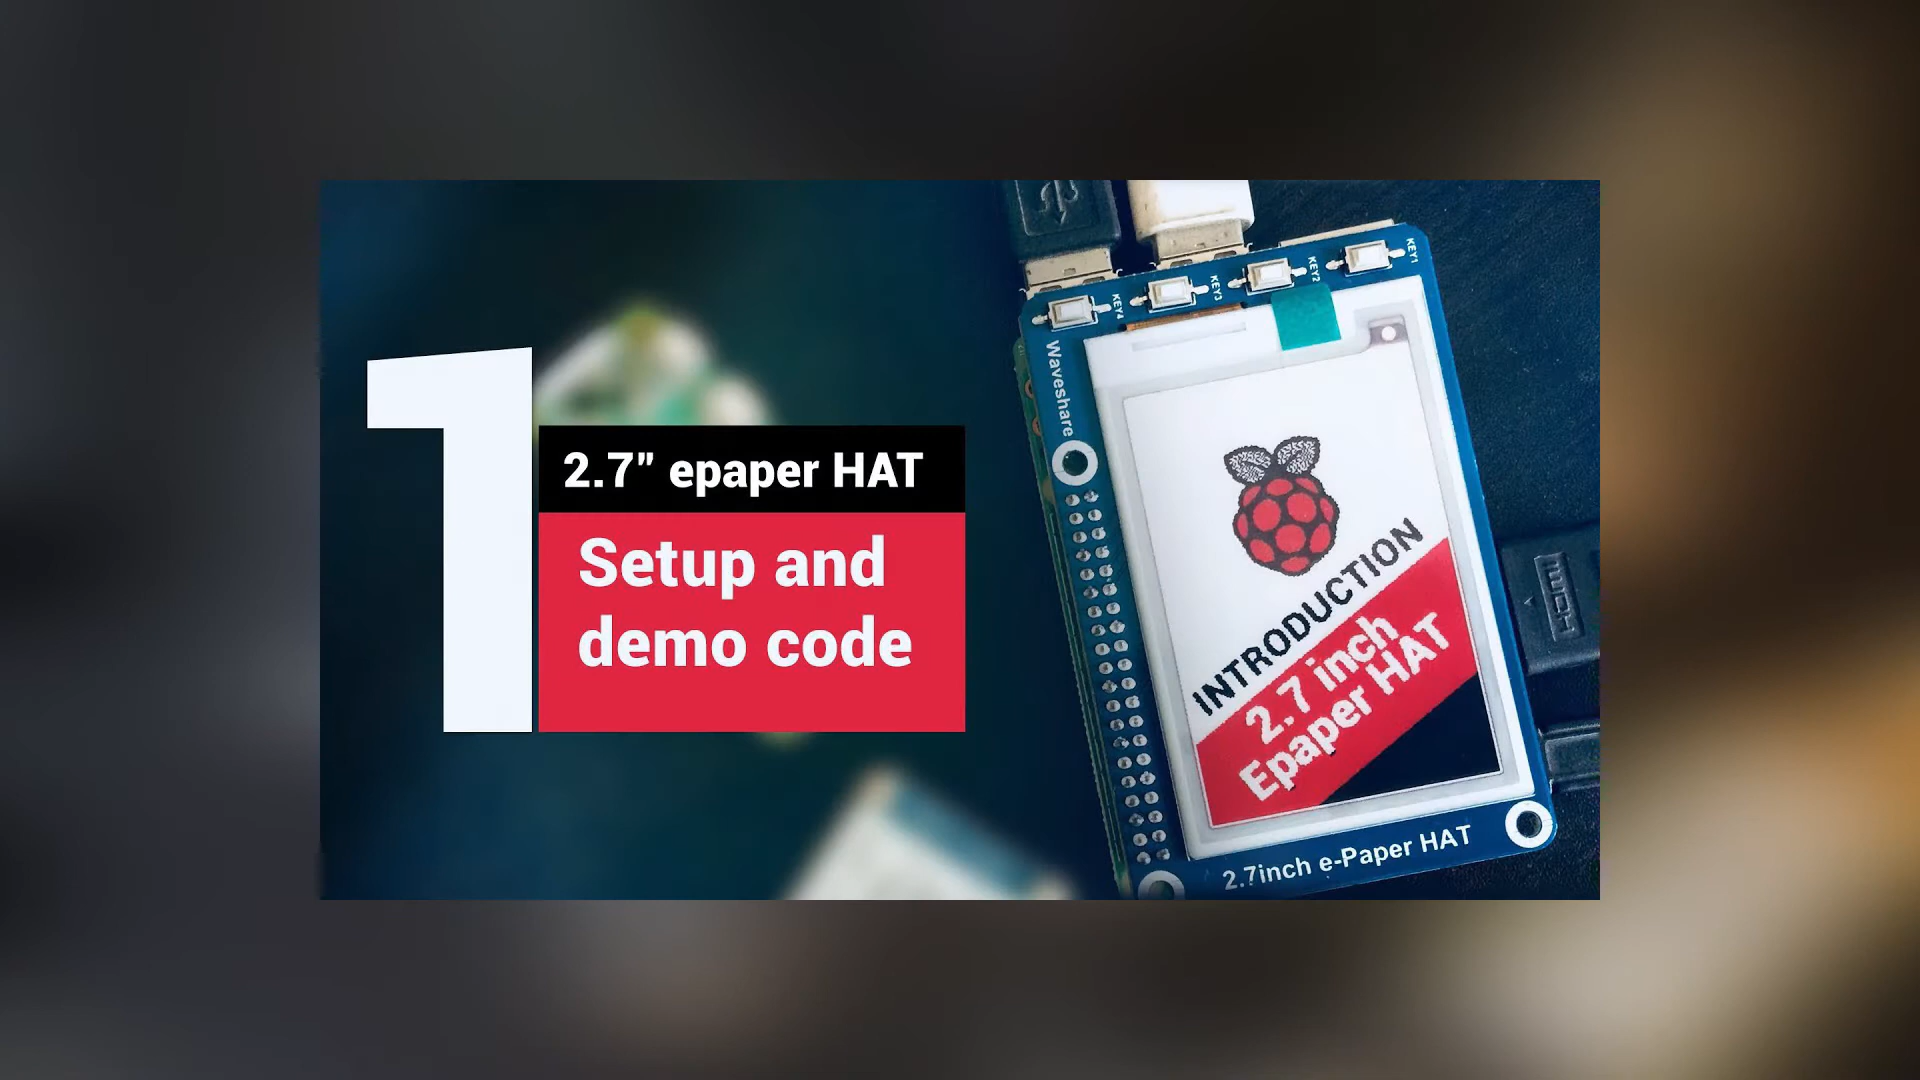 1
2.7” epaper HAT
Setup and
demo code
KEY4
KEY3
KEY2
KEY1
Waveshare
INTRODUCTION
2.7 inch
Epaper HAT
2.7inch e-Paper HAT
HDMI